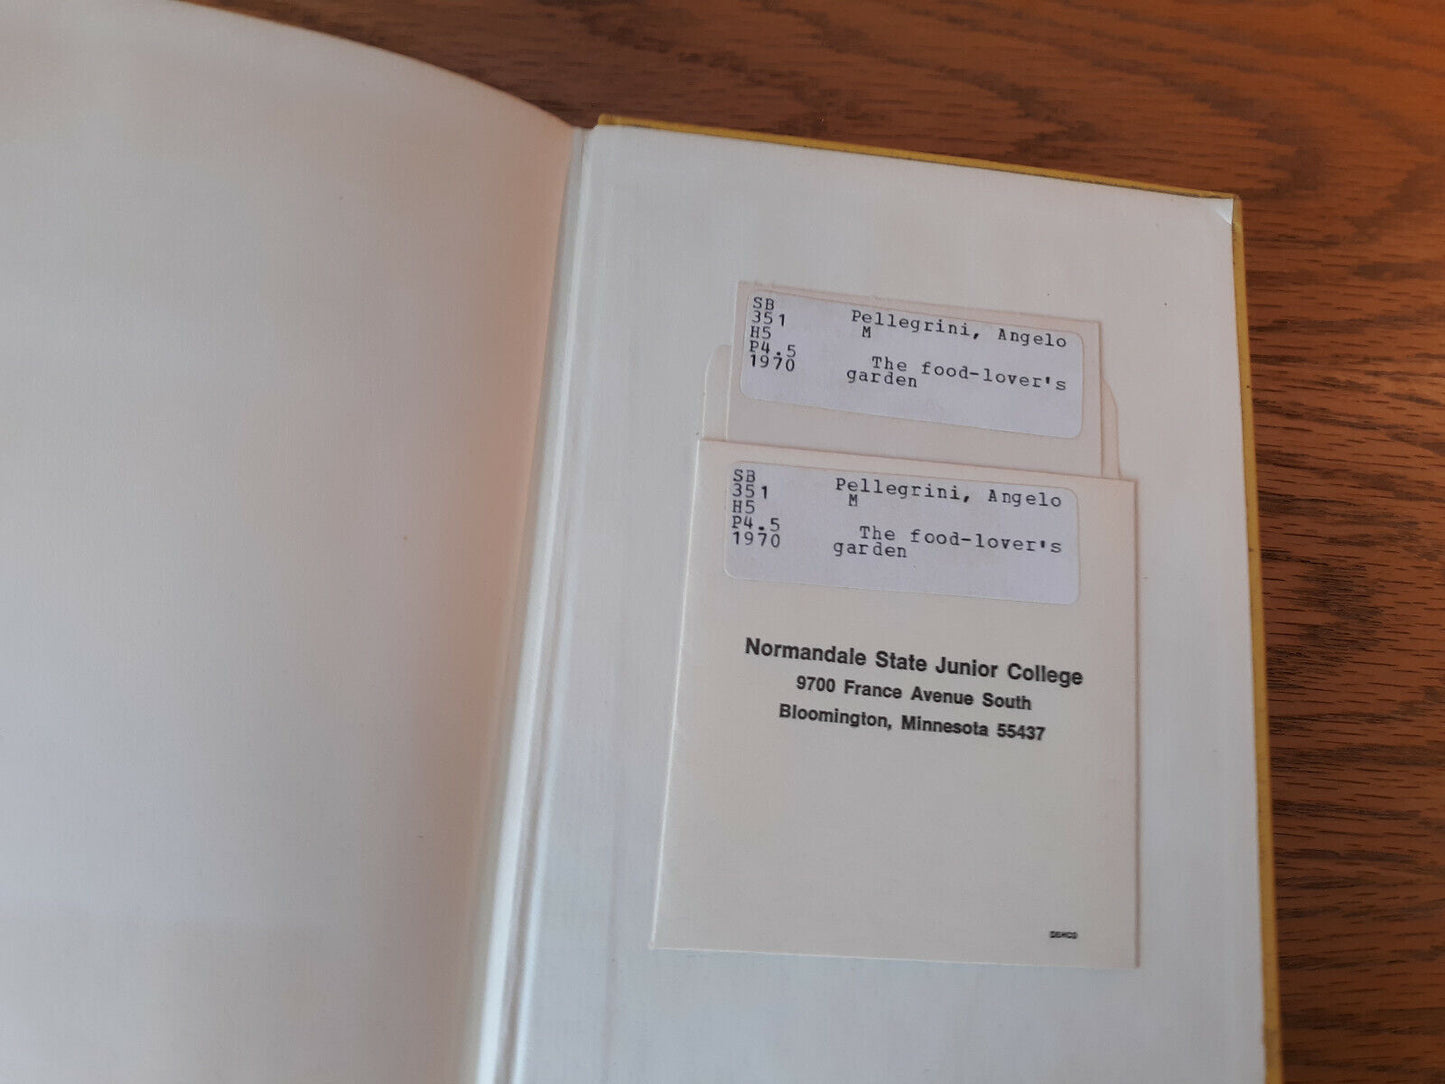 SB
351 Pellegrini, Angelo
H5 M
P4.5 The food-lover's
1970 garden
SB
351 Pellegrini, Angelo
H5 M
P4.5 The food-lover's
1970 garden
Normandale State Junior College
9700 France Avenue South
Bloomington, Minnesota 55437
DEMCO